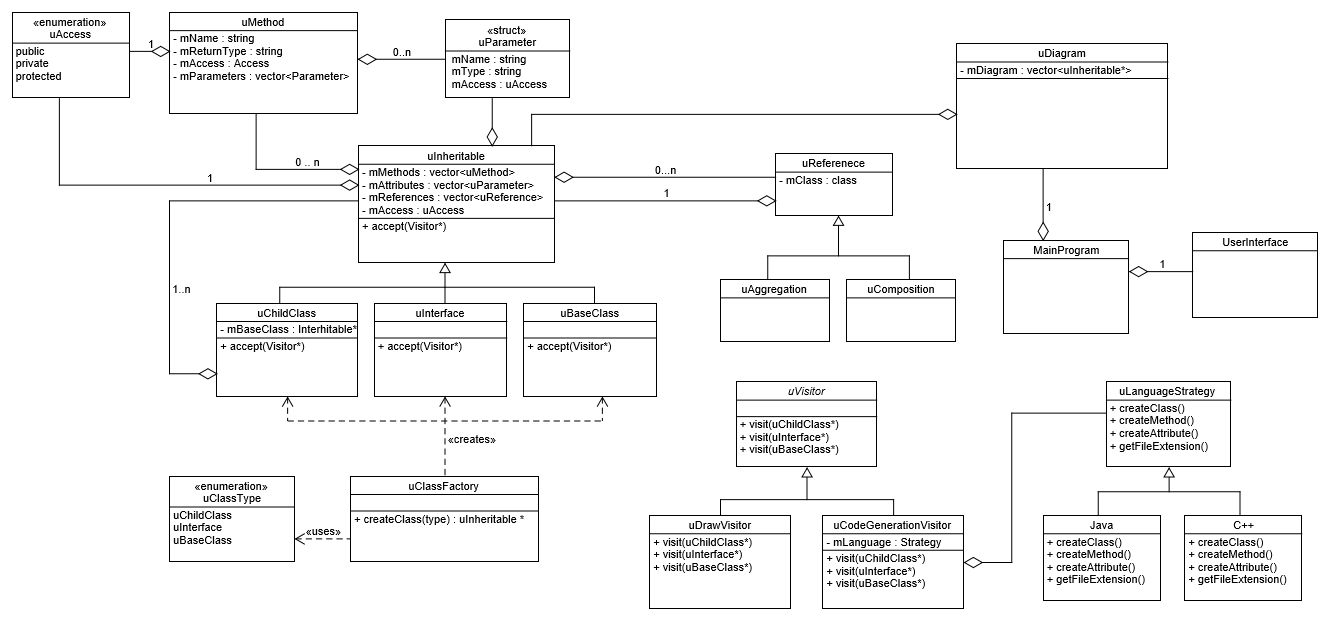 «enumeration»
uAccess
public
private
protected
1
uMethod
- mName : string
- mReturnType : string
- mAccess : Access
- mParameters : vector<Parameter>
0..n
«struct»
uParameter
mName : string
mType : string
mAccess : uAccess
uDiagram
- mDiagram : vector<uInheritable*>
0 .. n
1
uInheritable
- mMethods : vector<uMethod>
- mAttributes : vector<uParameter>
- mReferences : vector<uReference>
- mAccess : uAccess
+ accept(Visitor*)
0...n
1
uReferenece
- mClass : class
1
MainProgram
1
UserInterface
1..n
uAggregation
uComposition
uChildClass
- mBaseClass : Interhitable*
+ accept(Visitor*)
uInterface
+ accept(Visitor*)
uBaseClass
+ accept(Visitor*)
«creates»
uVisitor
+ visit(uChildClass*)
+ visit(uInterface*)
+ visit(uBaseClass*)
uLanguageStrategy
+ createClass()
+ createMethod()
+ createAttribute()
+ getFileExtension()
«enumeration»
uClassType
uChildClass
uInterface
uBaseClass
«uses»
uClassFactory
+ createClass(type) : uInheritable *
uDrawVisitor
+ visit(uChildClass*)
+ visit(uInterface*)
+ visit(uBaseClass*)
uCodeGenerationVisitor
- mLanguage : Strategy
+ visit(uChildClass*)
+ visit(uInterface*)
+ visit(uBaseClass*)
Java
+ createClass()
+ createMethod()
+ createAttribute()
+ getFileExtension()
C++
+ createClass()
+ createMethod()
+ createAttribute()
+ getFileExtension()